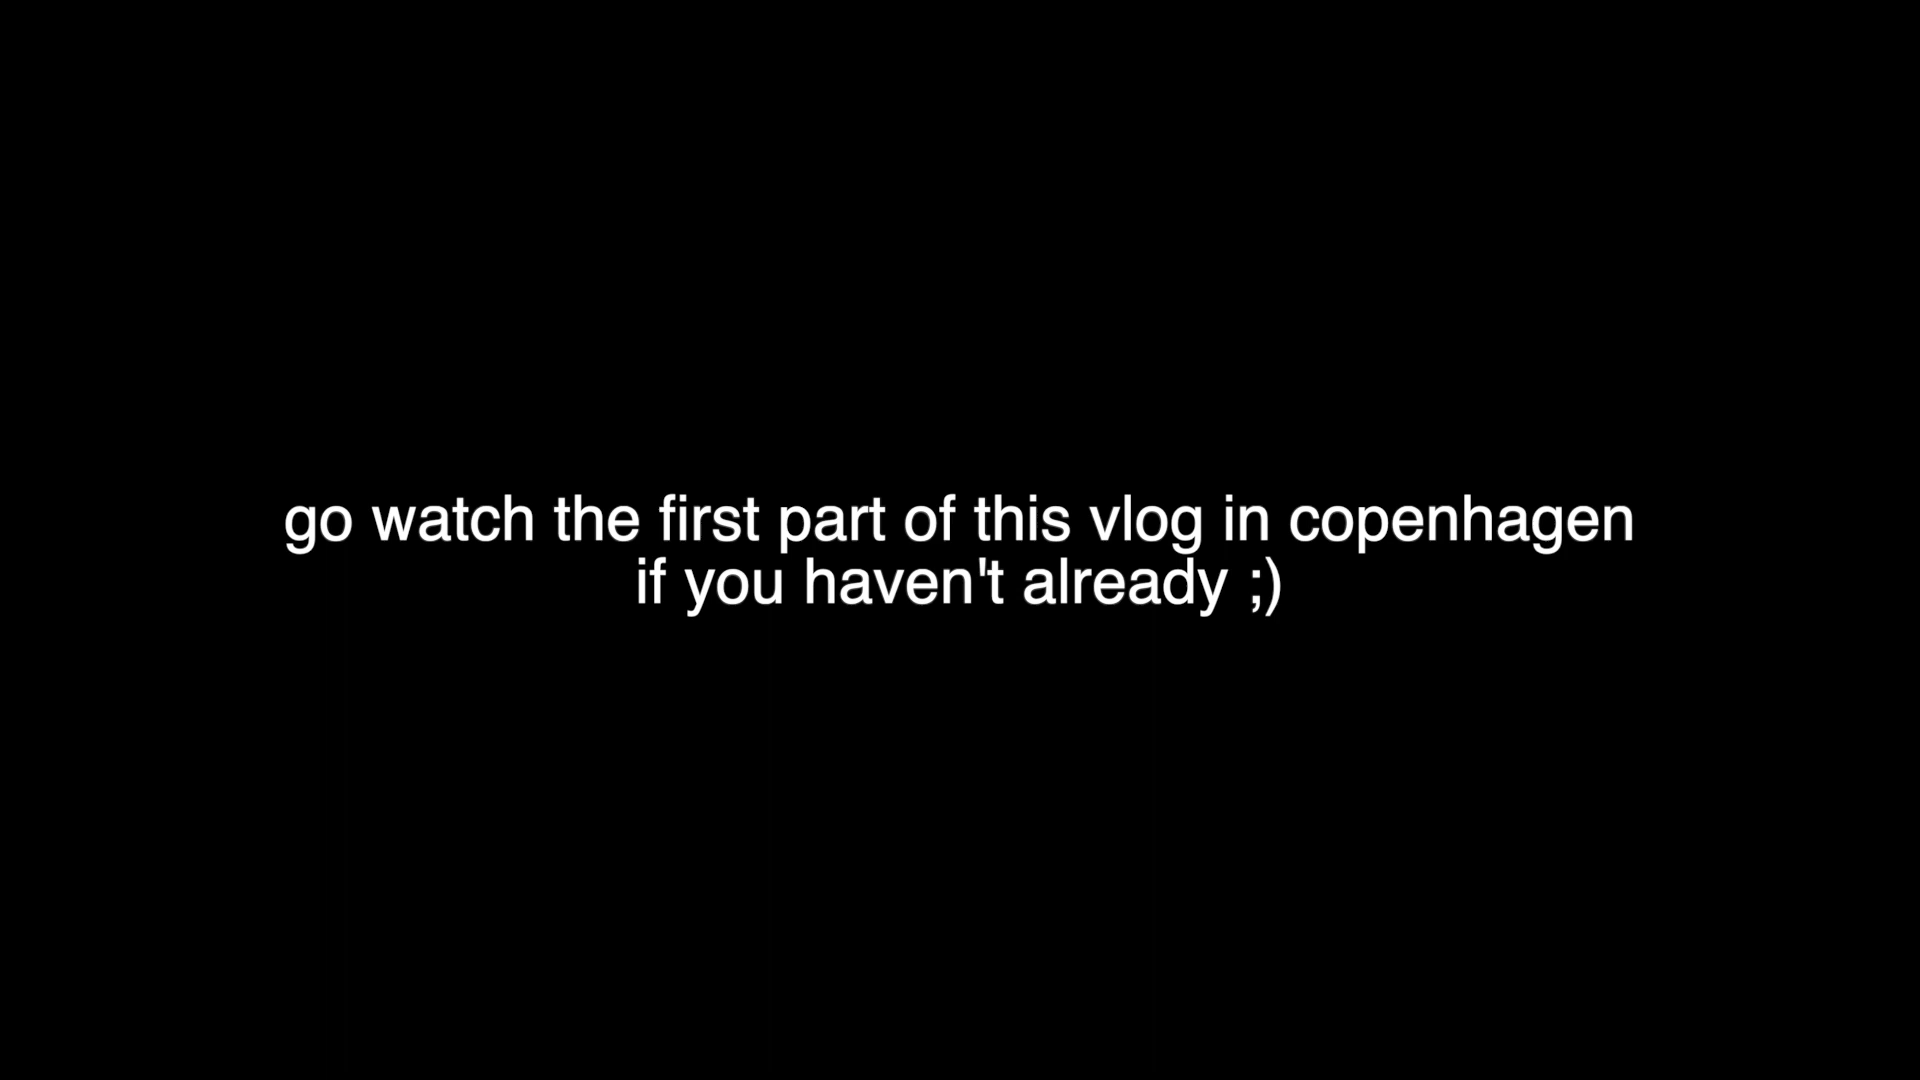 go watch the first part of this vlog in copenhagen
if you haven't already ;)